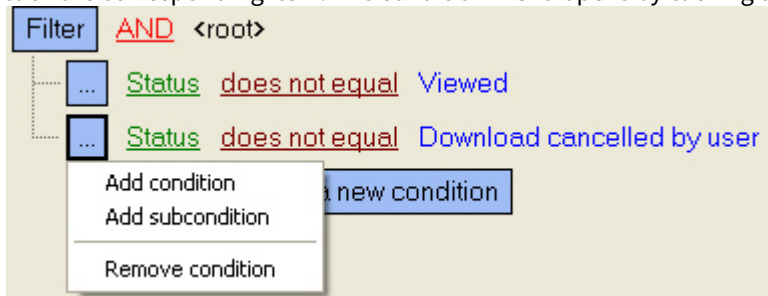 Filter AND <root>
... Status does not equal Viewed
... Status does not equal Download cancelled by user
Add condition
a new condition
Add subcondition
Remove condition